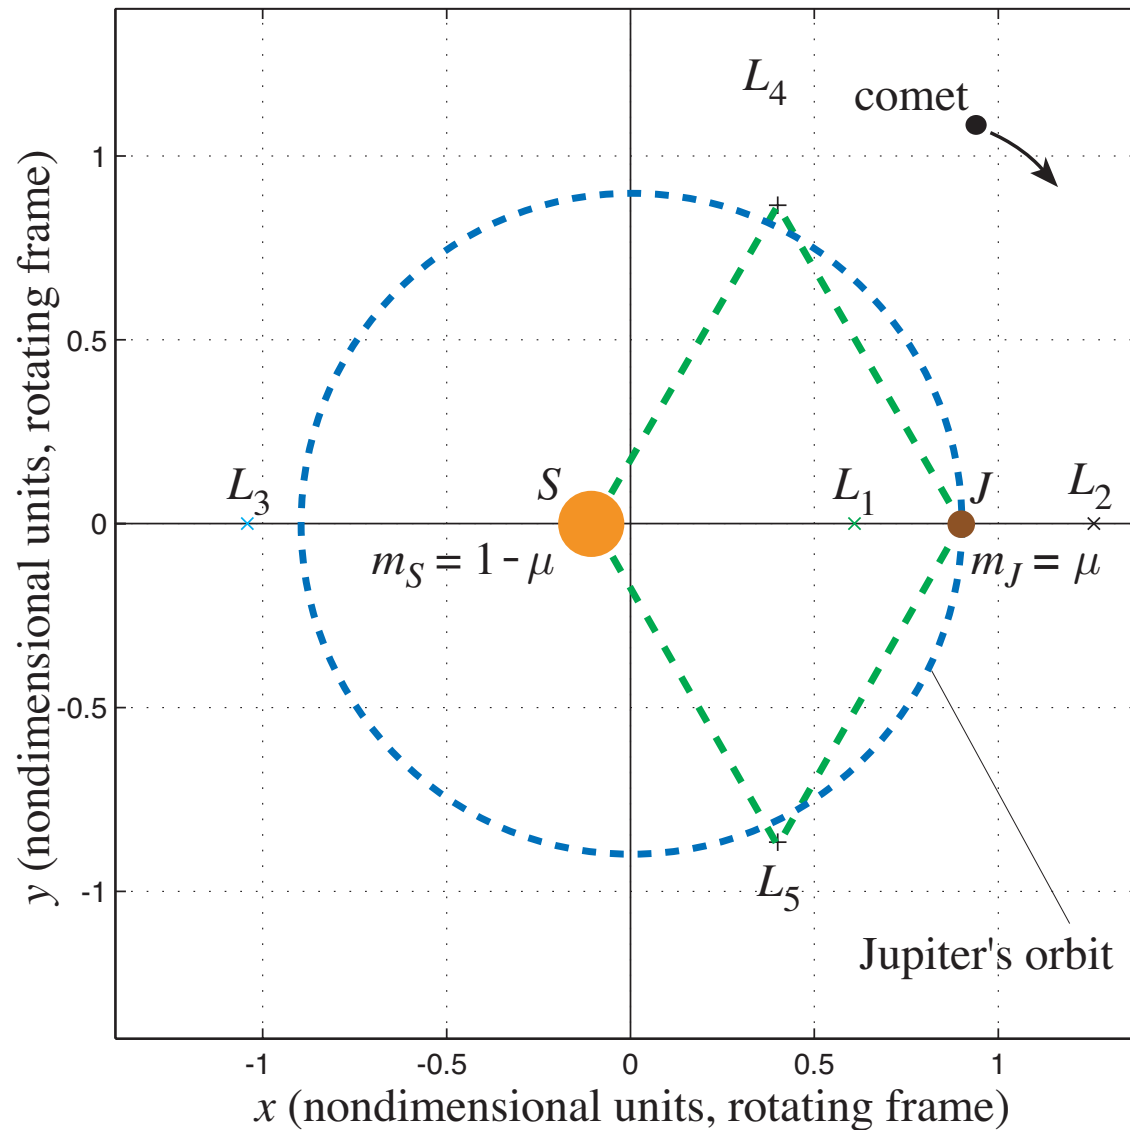 L4
comet
1
0.5
L3
S
L1
J
L2
0
mS = 1 - μ
mJ = μ
-0.5
L5
-1
Jupiter's orbit
-1
-0.5
0
0.5
1
x (nondimensional units, rotating frame)
y (nondimensional units, rotating frame)